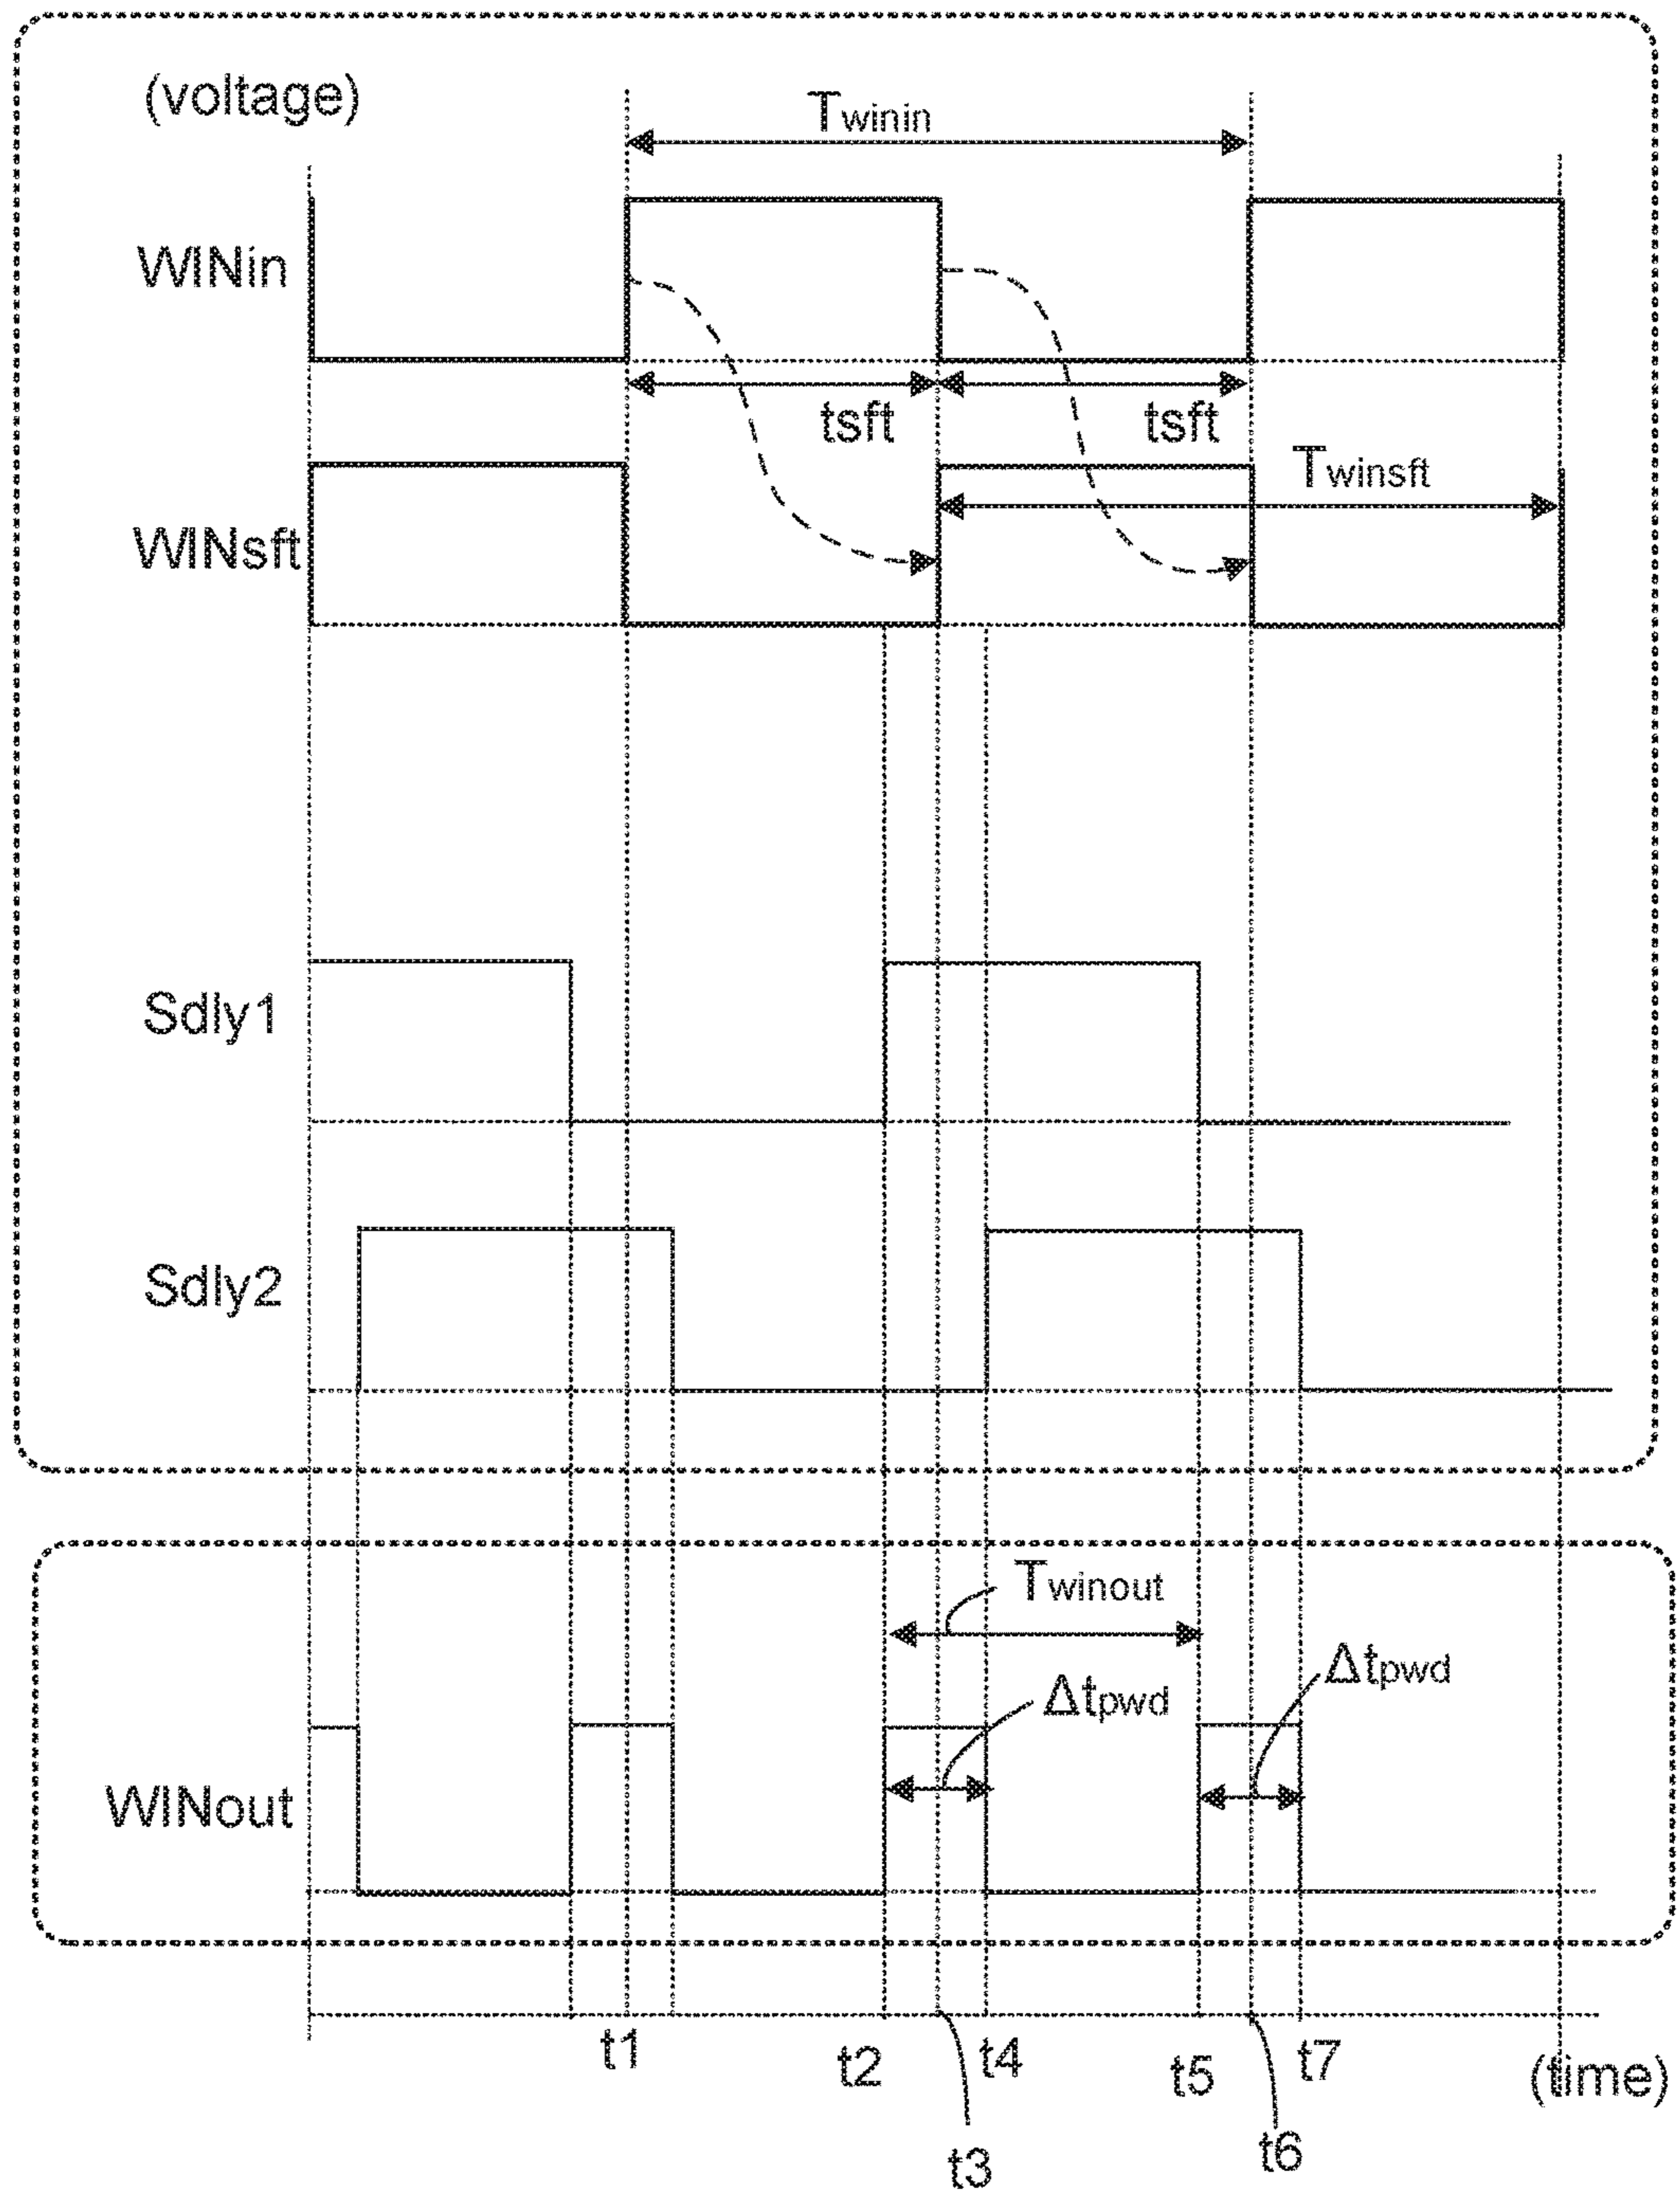 (voltage)
Twinin
WINin
tsft
tsft
Twinsft
WINsft
Sdly1
Sdly2
Twinout
Δtpwd
Δtpwd
WINout
t1
t2
t4
t5
t7
(time)
t3
t6